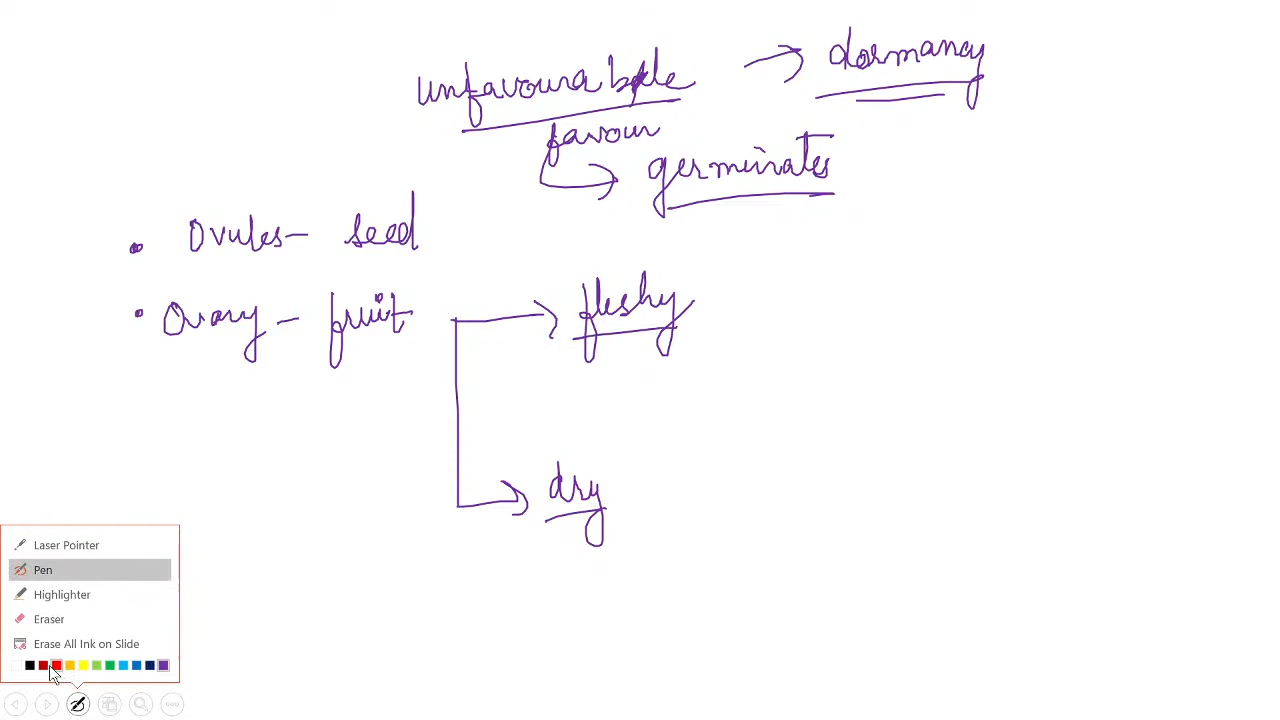 unfavourable → dormancy
favour
→ germinates
• Ovules - seed
• Ovary - fruit → fleshy
→ dry
Laser Pointer
Pen
Highlighter
Eraser
Erase All Ink on Slide